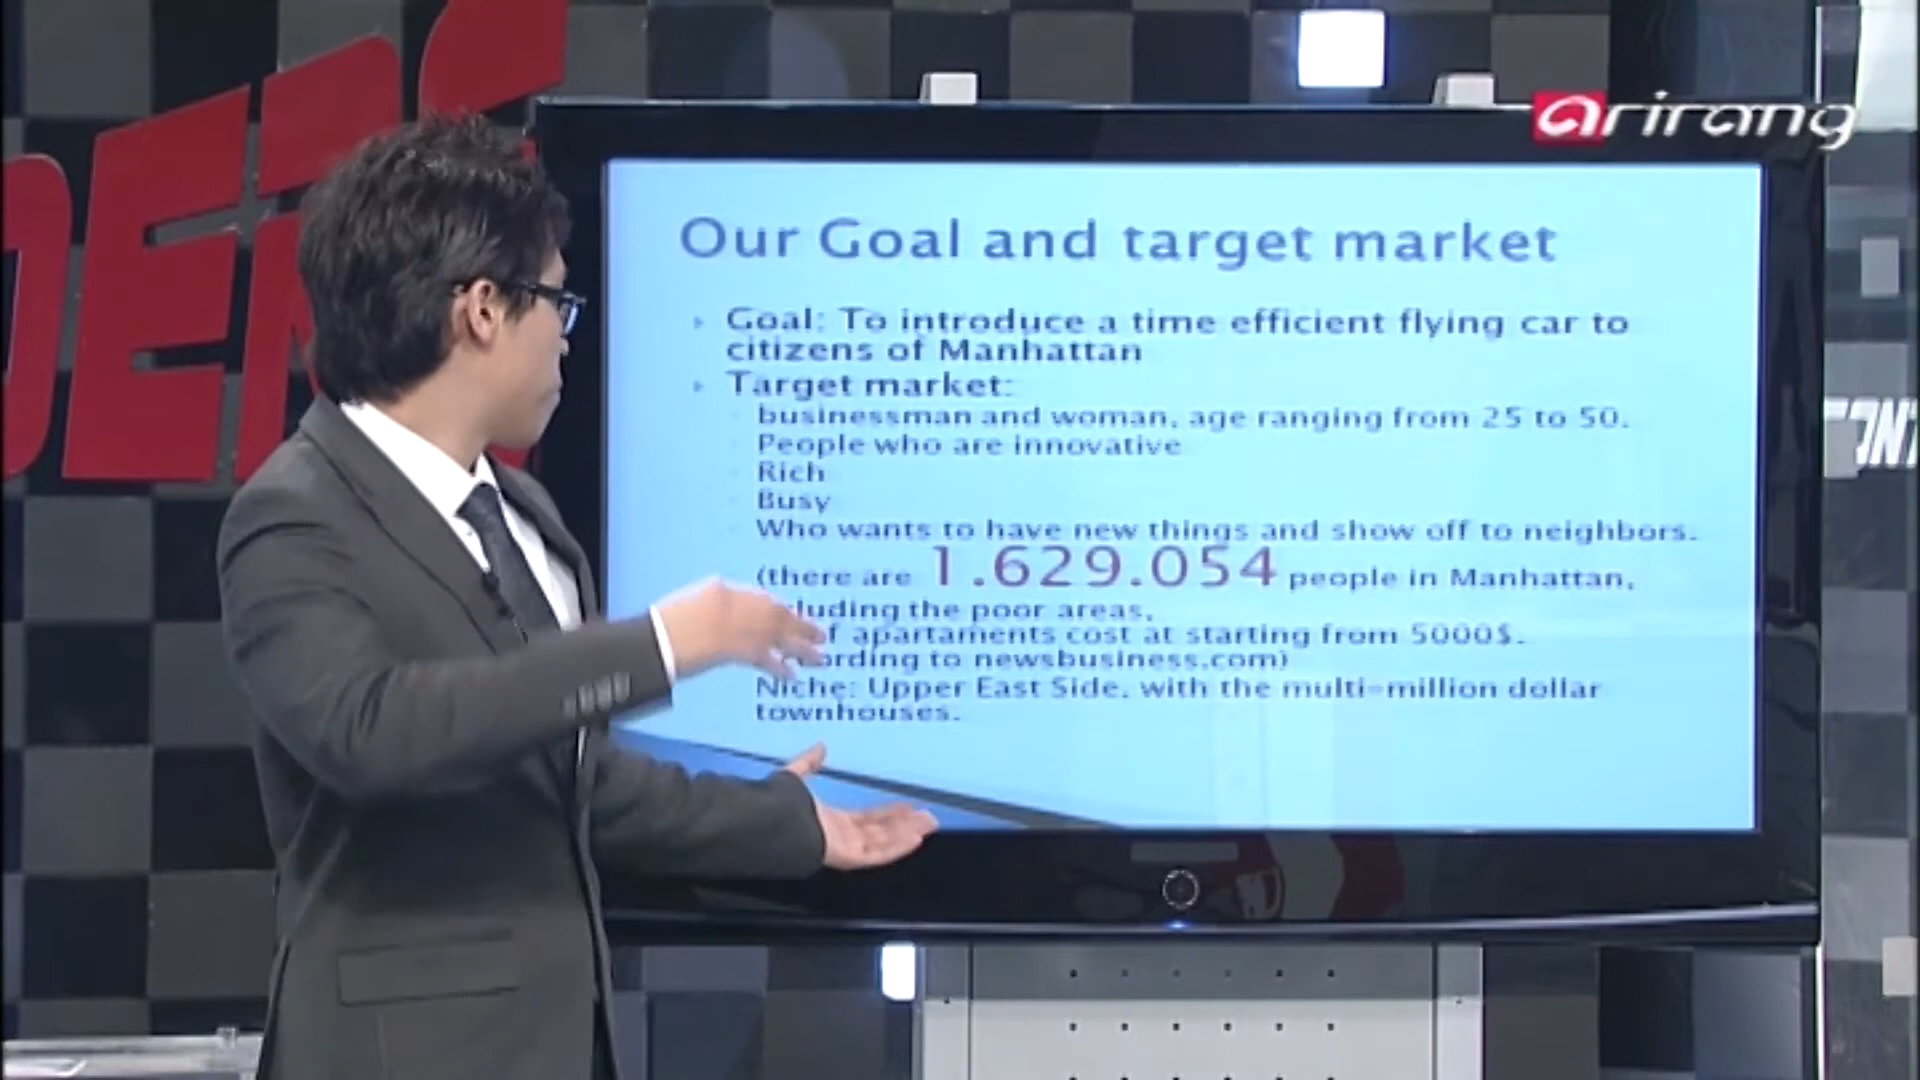 arirang
Our Goal and target market
Goal: To introduce a time efficient flying car to
citizens of Manhattan
Target market:
businessman and woman, age ranging from 25 to 50.
People who are innovative
Rich
Busy
Who wants to have new things and show off to neighbors.
(there are 1.629.054 people in Manhattan,
the poor areas,
apartaments cost at starting from 5000$.
to newsbusiness.com)
Niche: Upper East Side, with the multi-million dollar
townhouses.